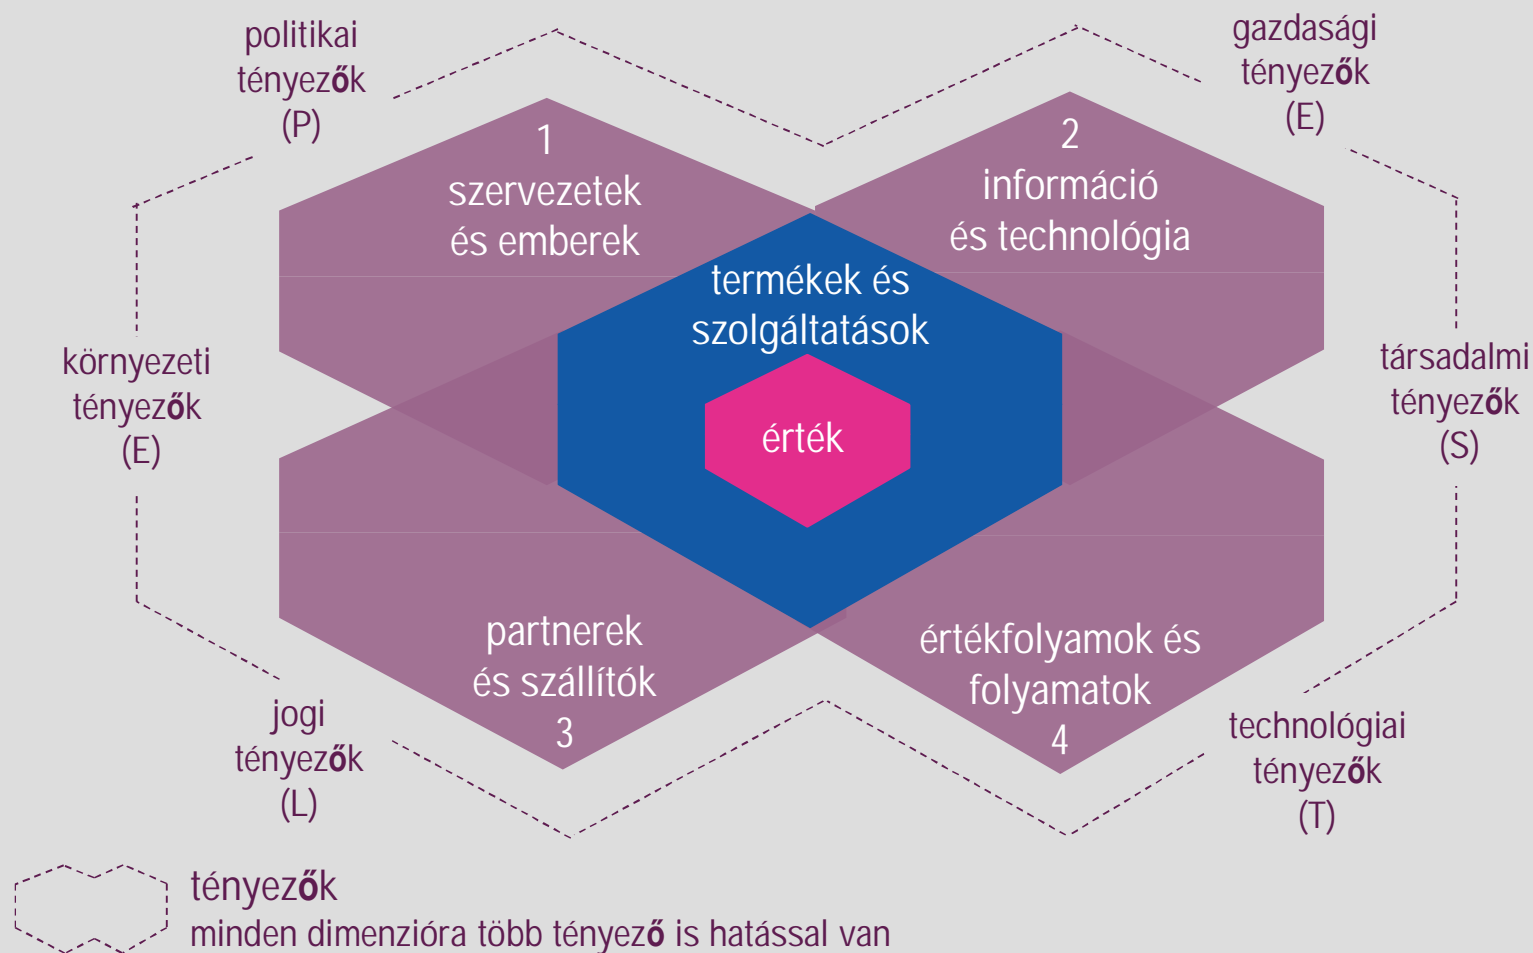 politikai
tényezők
(P)
gazdasági
tényezők
(E)
1
szervezetek
és emberek
2
információ
és technológia
termékek és
szolgáltatások
környezeti
tényezők
(E)
társadalmi
tényezők
(S)
érték
partnerek
és szállítók
3
értékfolyamok és
folyamatok
4
jogi
tényezők
(L)
technológiai
tényezők
(T)
tényezők
minden dimenzióra több tényező is hatással van